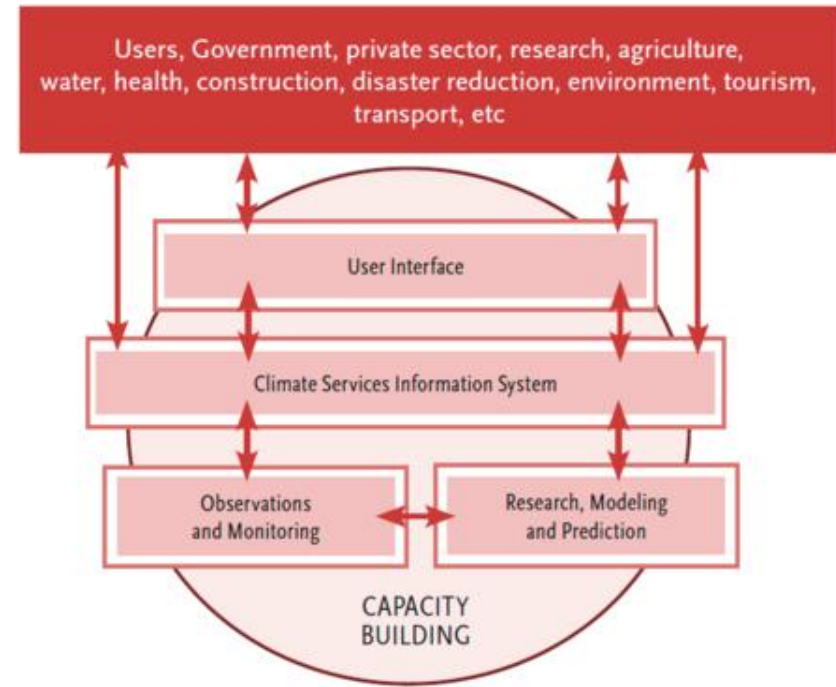 Users, Government, private sector, research, agriculture,
water, health, construction, disaster reduction, environment, tourism,
transport, etc
User Interface
Climate Services Information System
Observations
and Monitoring
Research, Modeling
and Prediction
CAPACITY
BUILDING